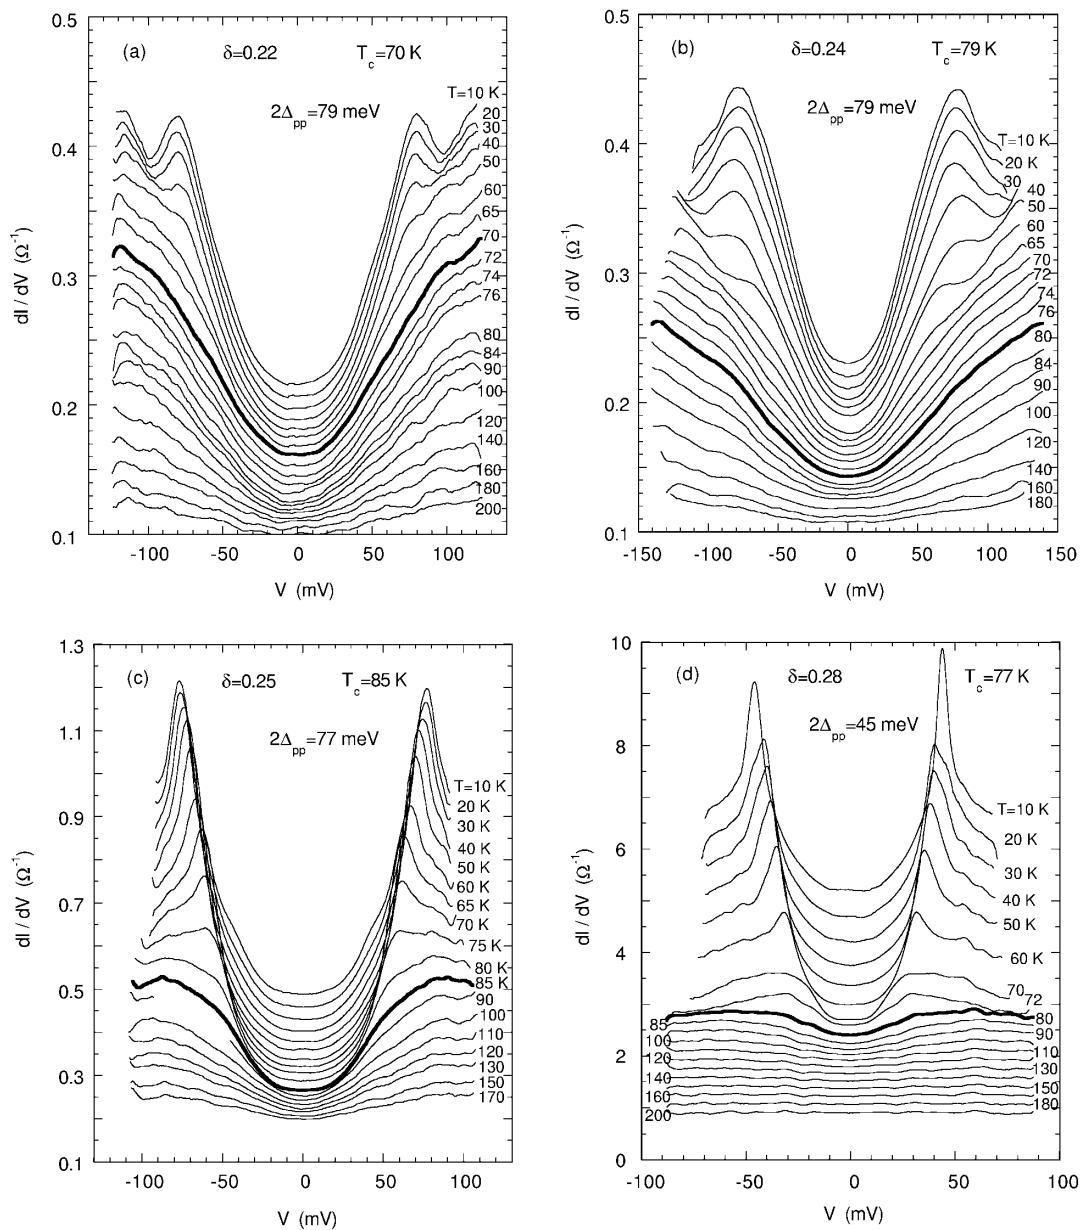 (a) δ=0.22 T_c=70 K
2Δ_pp=79 meV
T=10 K
20
30
40
50
60
65
70
72
74
76
80
84
90
100
120
140
160
180
200
0.5
0.4
0.3
0.2
0.1
dI / dV (Ω⁻¹)
-100 -50 0 50 100
V (mV)
(b) δ=0.24 T_c=79 K
2Δ_pp=79 meV
T=10 K
20 K
30
40
50
60
65
70
72
74
76
80
84
90
100
120
140
160
180
0.5
0.4
0.3
0.2
0.1
dI / dV (Ω⁻¹)
-150 -100 -50 0 50 100 150
V (mV)
(c) δ=0.25 T_c=85 K
2Δ_pp=77 meV
T=10 K
20 K
30 K
40 K
50 K
60 K
65 K
70 K
75 K
80 K
85 K
90
100
110
120
130
150
170
1.3
1.1
0.9
0.7
0.5
0.3
0.1
dI / dV (Ω⁻¹)
-100 -50 0 50 100
V (mV)
(d) δ=0.28 T_c=77 K
2Δ_pp=45 meV
T=10 K
20 K
30 K
40 K
50 K
60 K
70
72
80
85
90
100
110
120
130
140
150
160
180
200
10
8
6
4
2
0
dI / dV (Ω⁻¹)
-100 -50 0 50 100
V (mV)